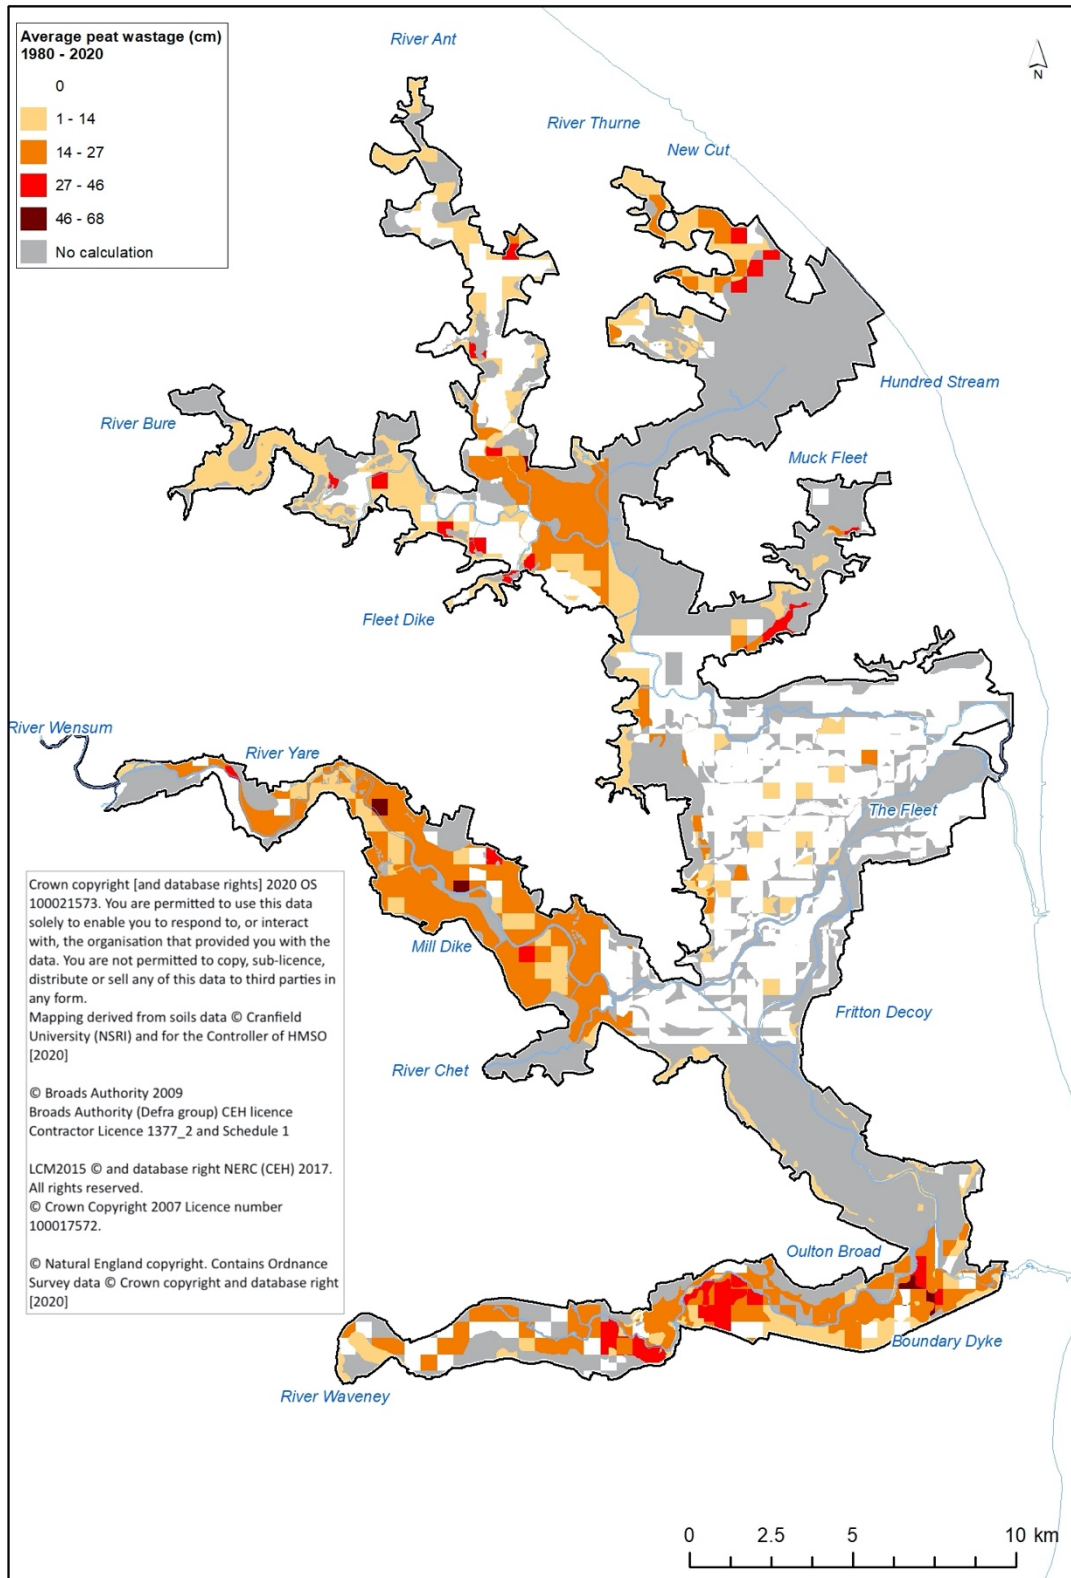 Average peat wastage (cm)
1980 - 2020
0
1 - 14
14 - 27
27 - 46
46 - 68
No calculation
River Ant
N
River Thurne
New Cut
Hundred Stream
River Bure
Muck Fleet
Fleet Dike
River Wensum
River Yare
The Fleet
Crown copyright [and database rights] 2020 OS
100021573. You are permitted to use this data
solely to enable you to respond to, or interact
with, the organisation that provided you with the
data. You are not permitted to copy, sub-licence,
distribute or sell any of this data to third parties in
any form.
Mapping derived from soils data © Cranfield
University (NSRI) and for the Controller of HMSO
[2020]
© Broads Authority 2009
Broads Authority (Defra group) CEH licence
Contractor Licence 1377_2 and Schedule 1
LCM2015 © and database right NERC (CEH) 2017.
All rights reserved.
© Crown Copyright 2007 Licence number
100017572.
© Natural England copyright. Contains Ordnance
Survey data © Crown copyright and database right
[2020]
Mill Dike
Fritton Decoy
River Chet
Oulton Broad
Boundary Dyke
River Waveney
0 2.5 5 10 km